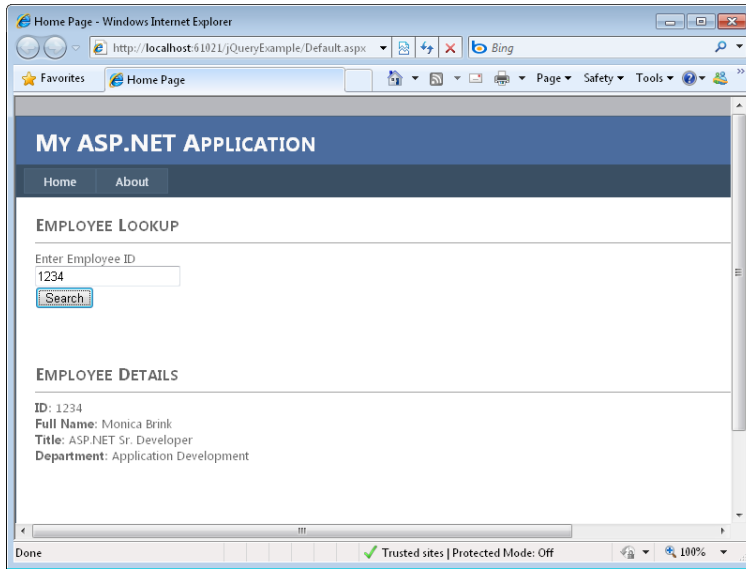 Home Page - Windows Internet Explorer
http://localhost:61021/jQueryExample/Default.aspx Bing
Favorites Home Page Page Safety Tools »
MY ASP.NET APPLICATION
Home About
EMPLOYEE LOOKUP
Enter Employee ID
1234
Search
EMPLOYEE DETAILS
ID: 1234
Full Name: Monica Brink
Title: ASP.NET Sr. Developer
Department: Application Development
Done Trusted sites | Protected Mode: Off 100%